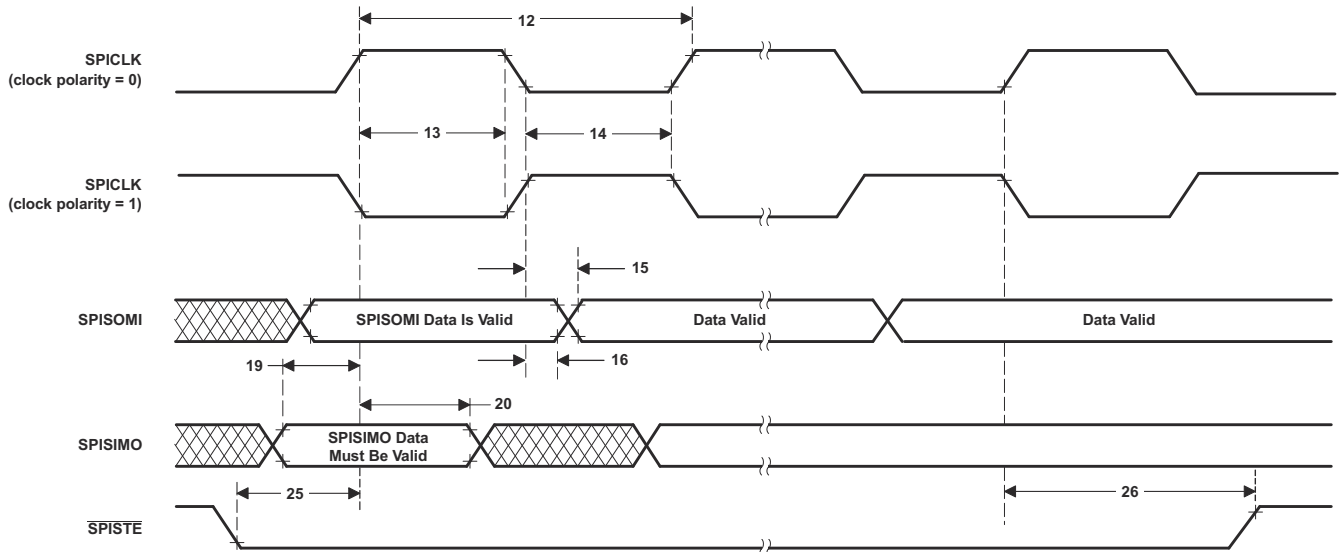 12
SPICLK
(clock polarity = 0)
13
14
SPICLK
(clock polarity = 1)
15
SPISOMI
SPISOMI Data Is Valid
Data Valid
Data Valid
19
16
20
SPISIMO
SPISIMO Data
Must Be Valid
25
26
SPISTE